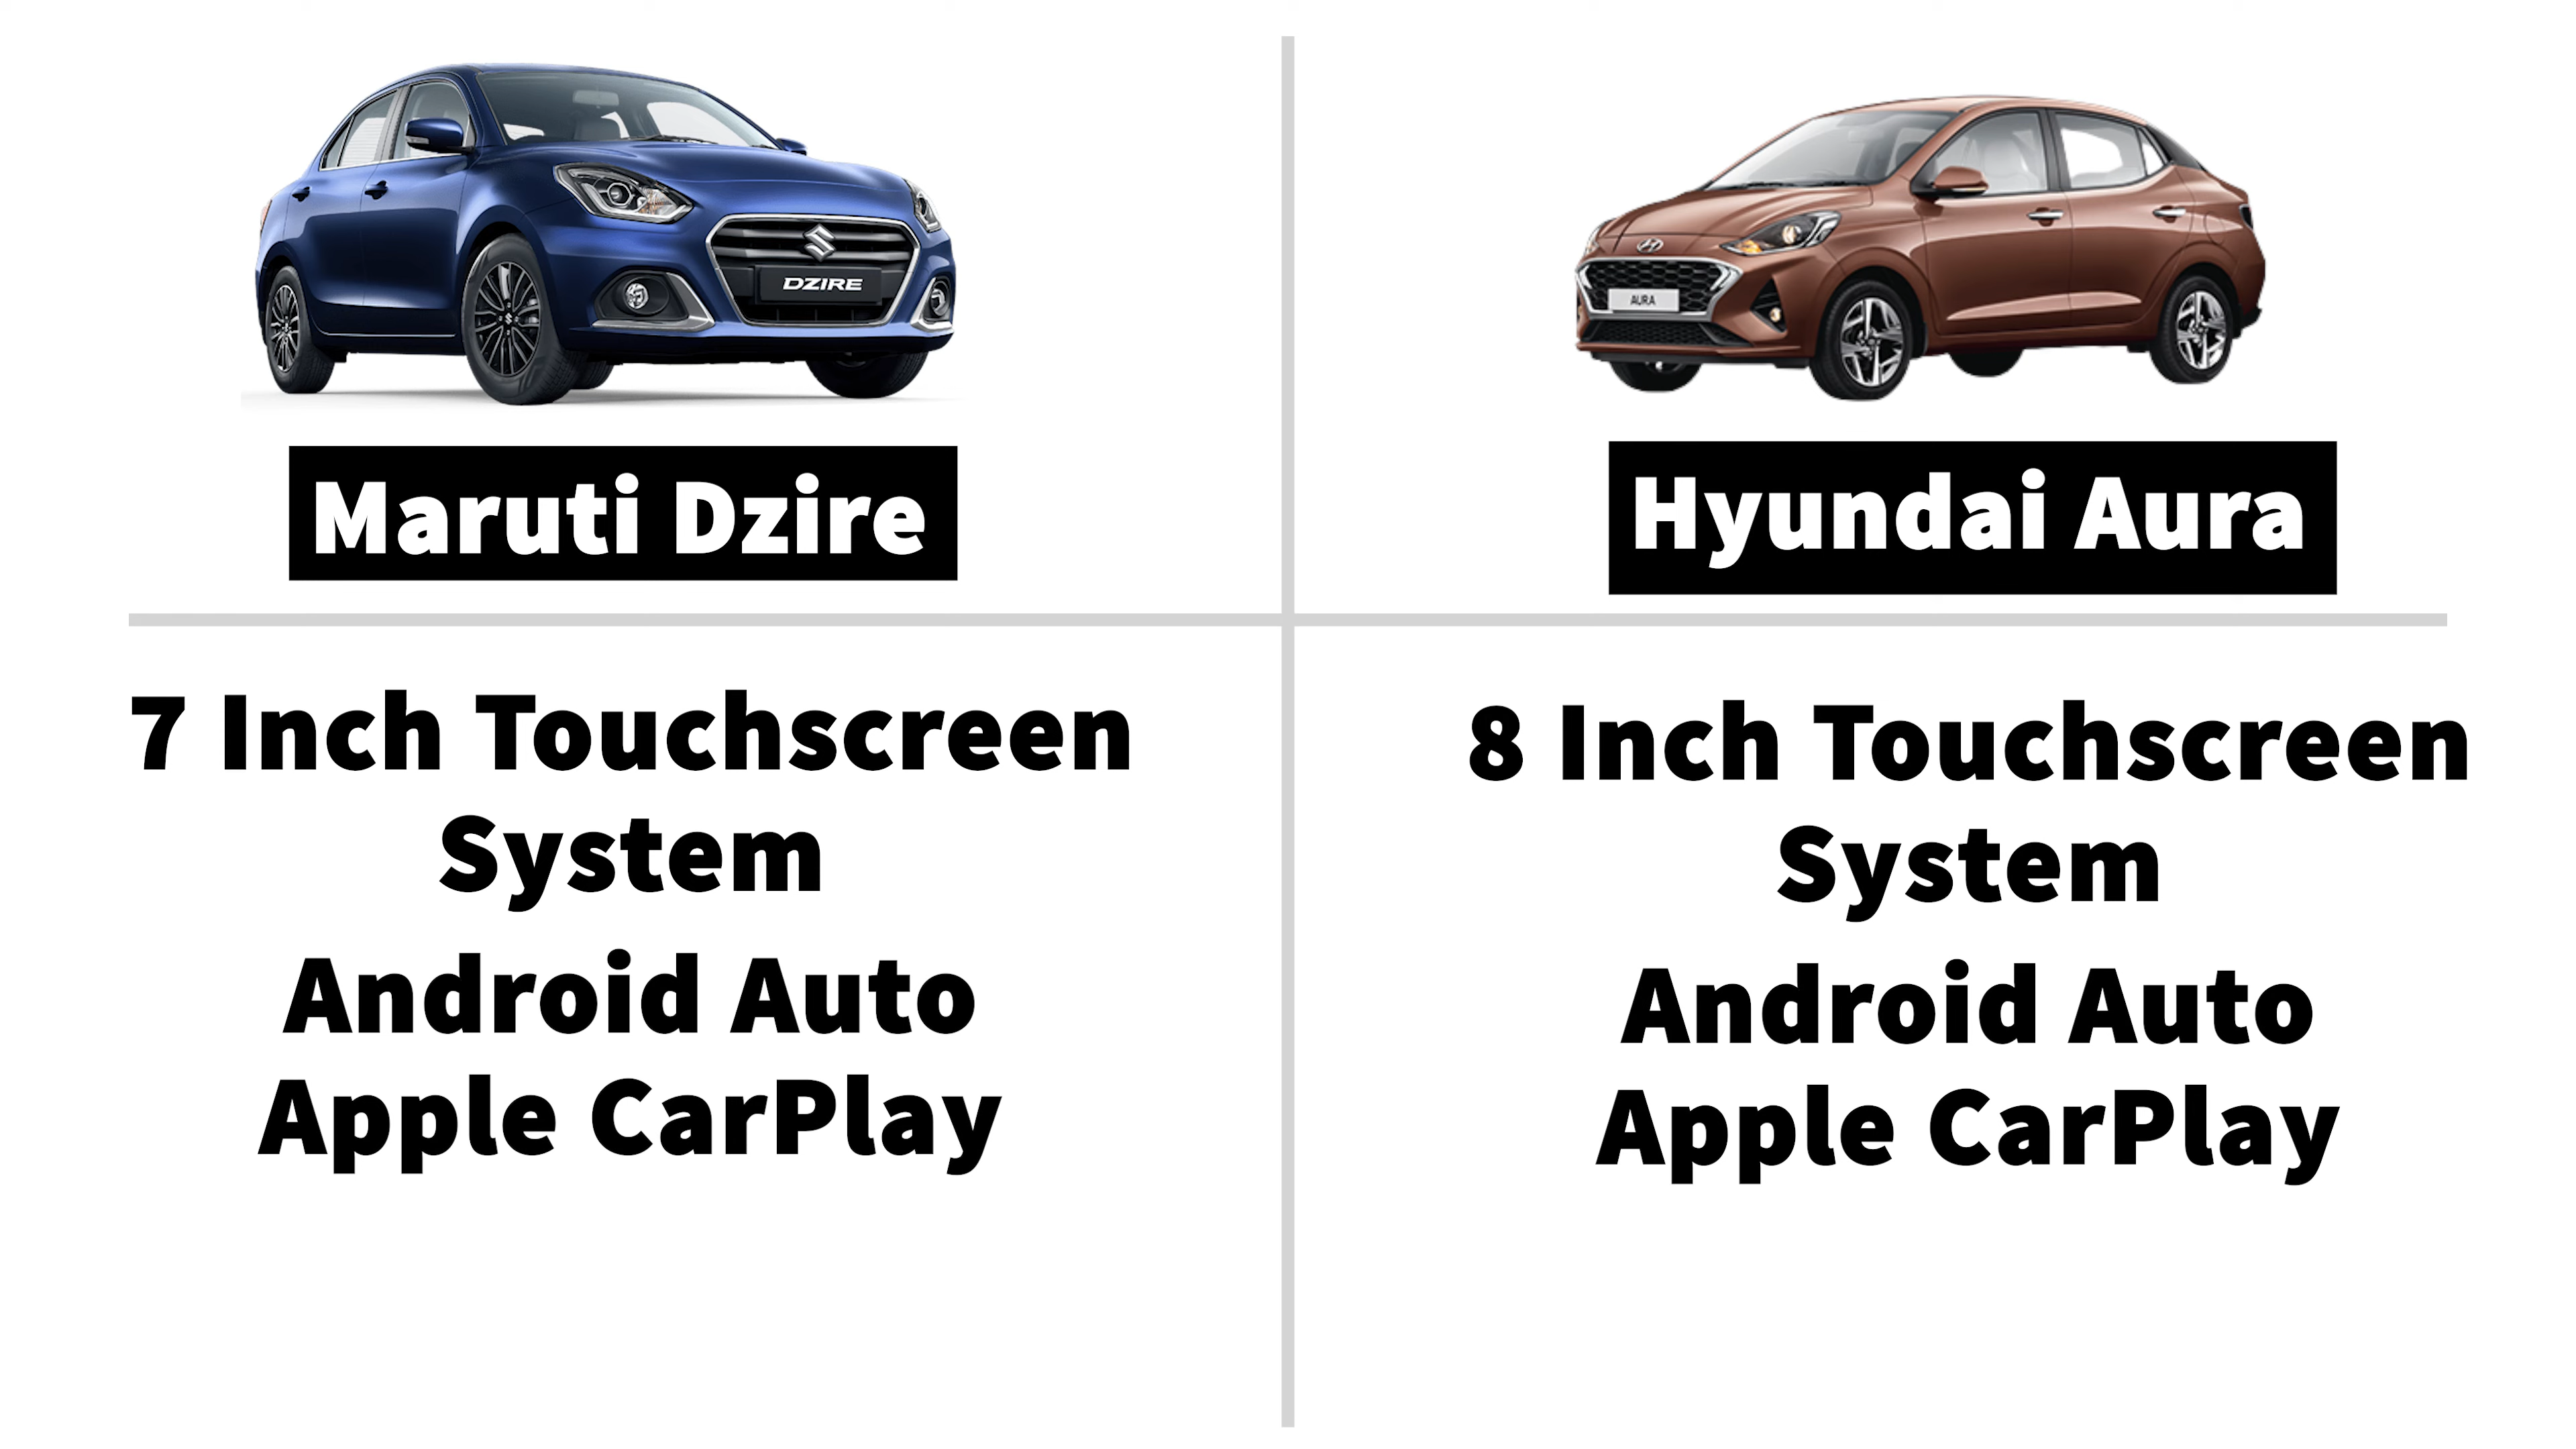 DZIRE
AURA
Maruti Dzire
Hyundai Aura
7 Inch Touchscreen
System
Android Auto
Apple CarPlay
8 Inch Touchscreen
System
Android Auto
Apple CarPlay